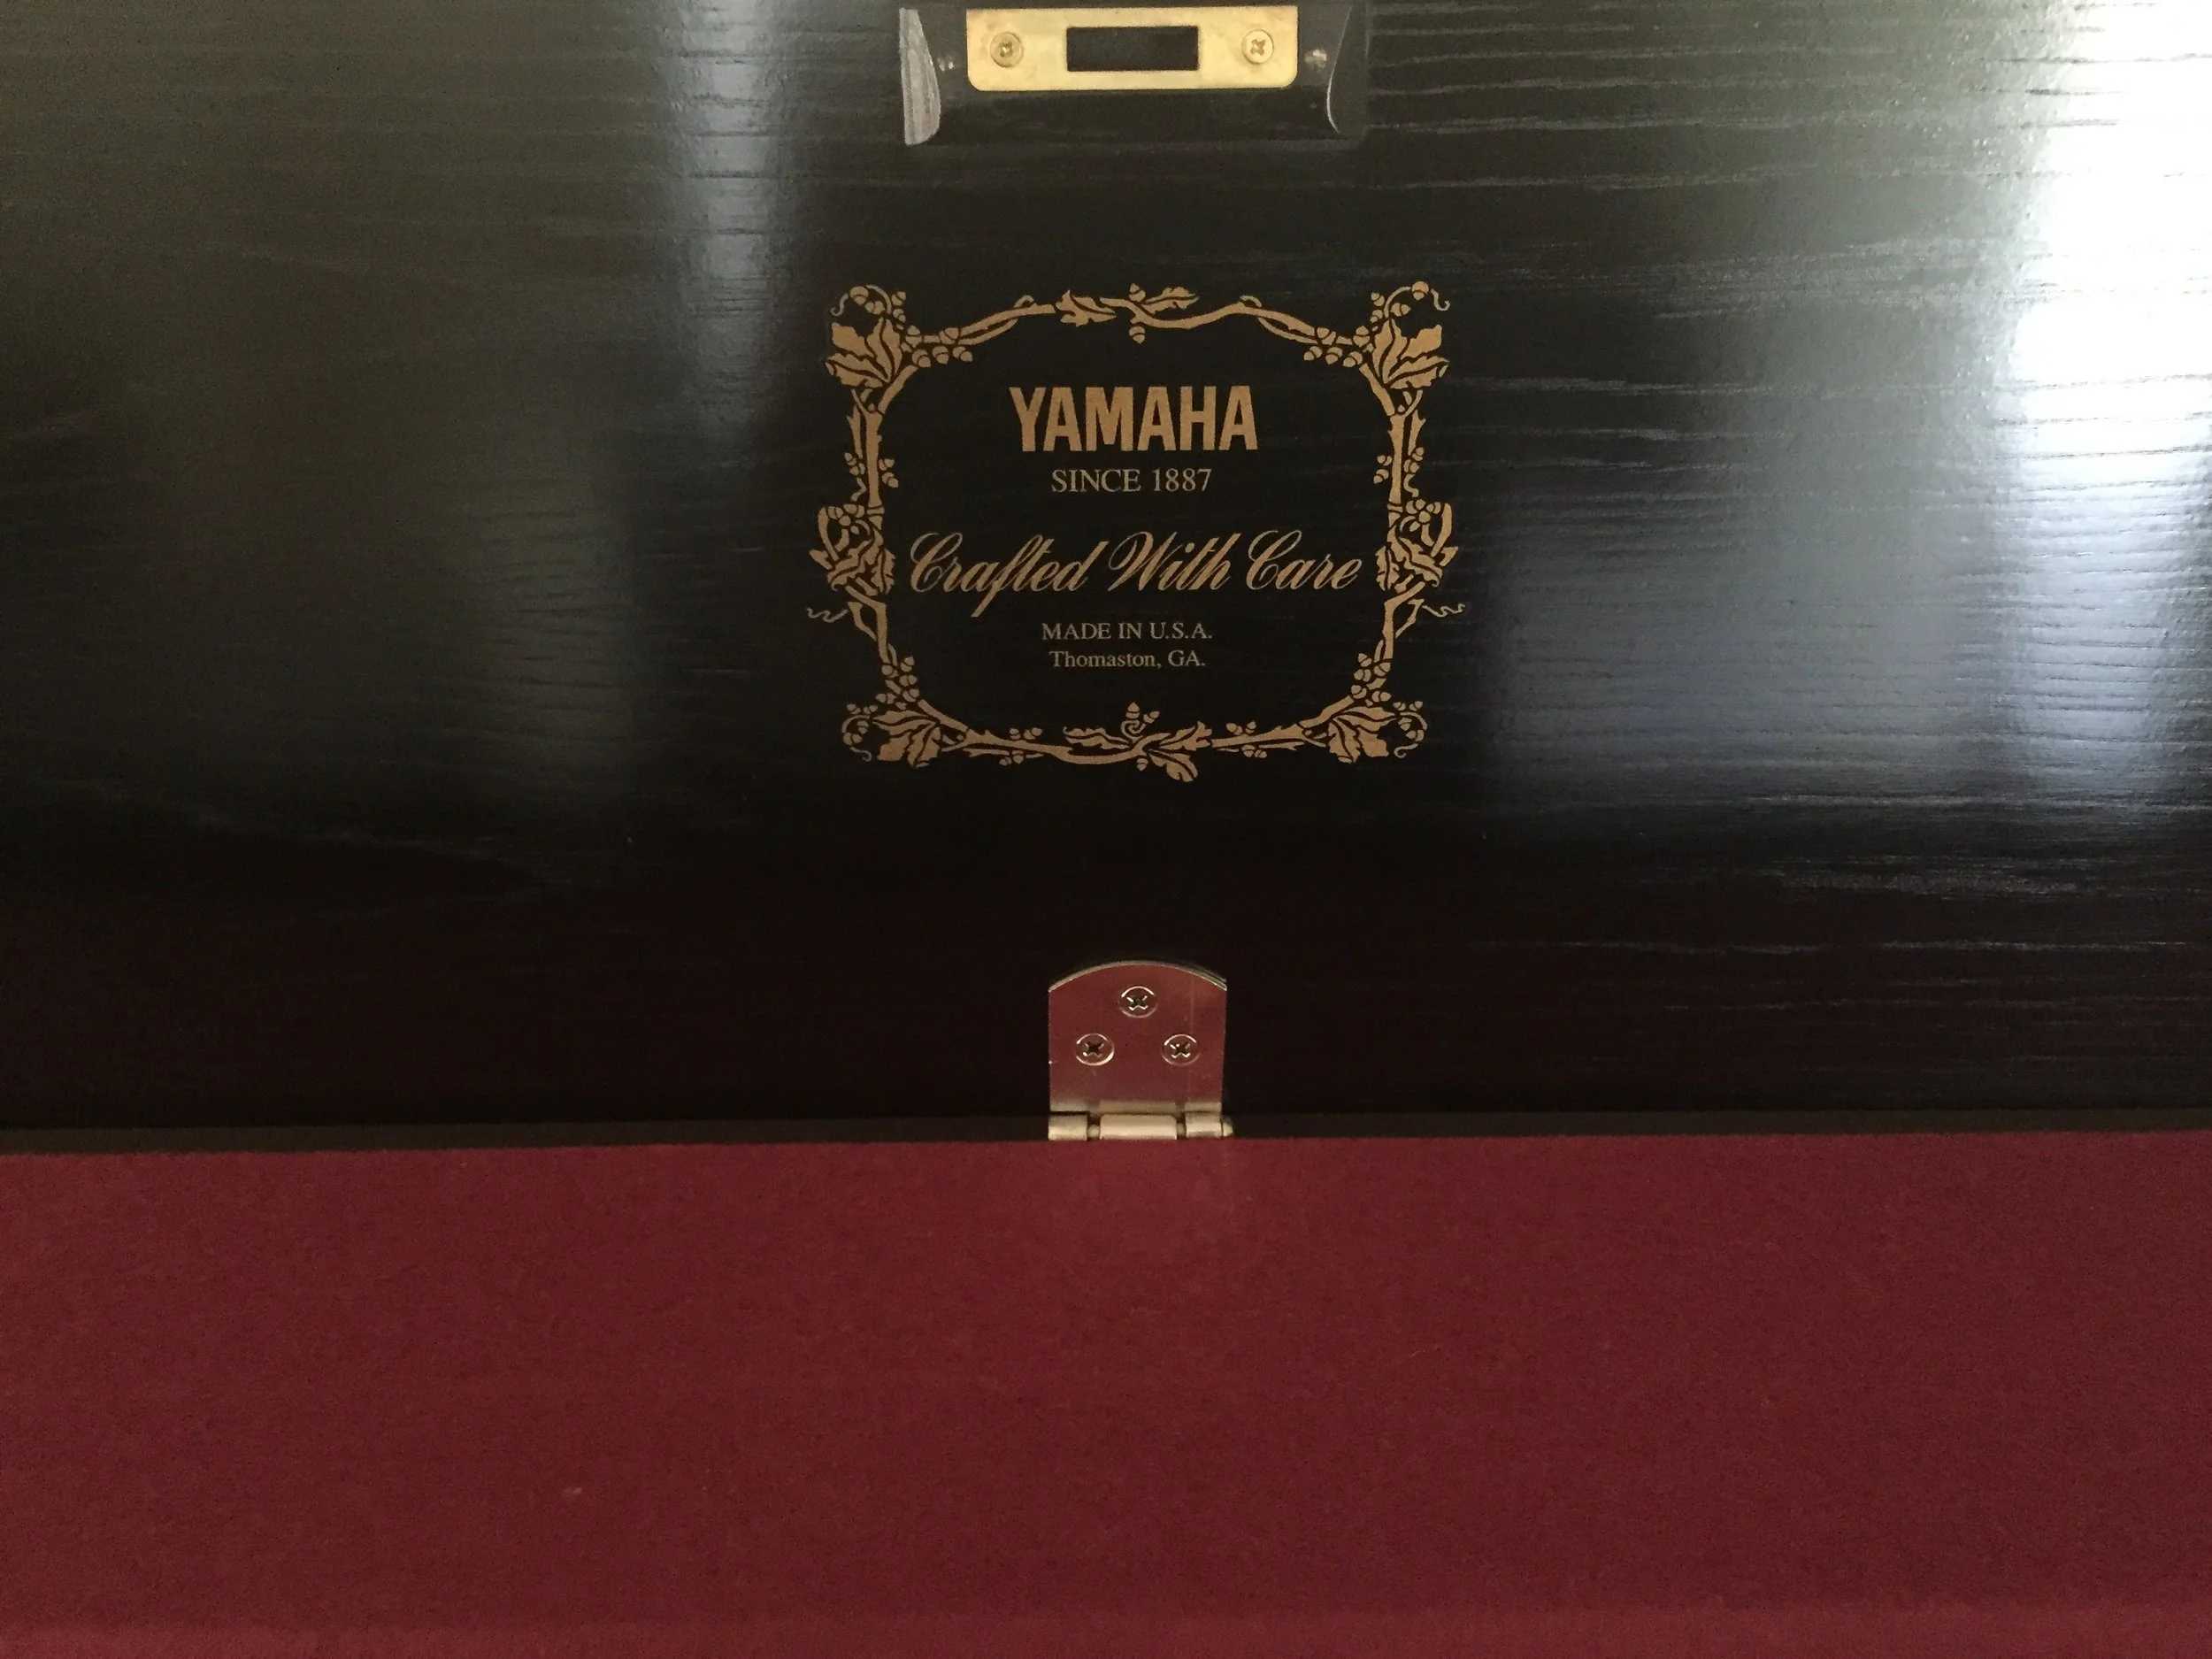 YAMAHA
SINCE 1887
Crafted With Care
MADE IN U.S.A.
Thomaston, GA.